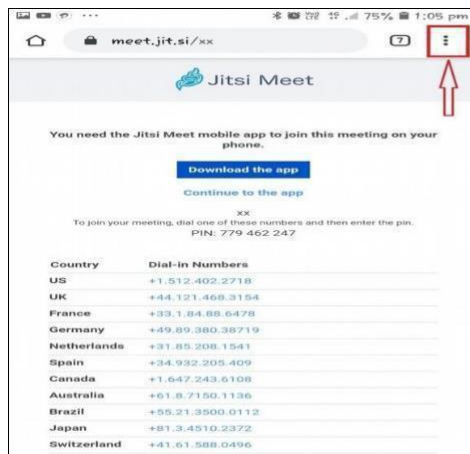 75% 1:05 pm
meet.jit.si/xx 7
Jitsi Meet
You need the Jitsi Meet mobile app to join this meeting on your
phone.
Download the app
Continue to the app
xx
To join your meeting, dial one of these numbers and then enter the pin.
PIN: 779 462 247
Country Dial-in Numbers
US +1.512.402.2718
UK +44.121.468.3154
France +33.1.84.88.6478
Germany +49.89.380.38719
Netherlands +31.85.208.1541
Spain +34.932.205.409
Canada +1.647.243.6108
Australia +61.8.7150.1136
Brazil +55.21.3500.0112
Japan +81.3.4510.2372
Switzerland +41.61.588.0496